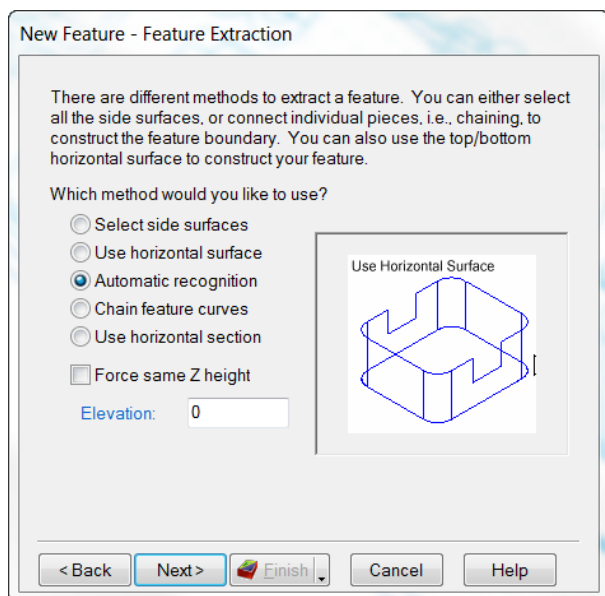 New Feature - Feature Extraction
There are different methods to extract a feature.  You can either select
all the side surfaces, or connect individual pieces, i.e., chaining, to
construct the feature boundary.  You can also use the top/bottom
horizontal surface to construct your feature.
Which method would you like to use?
Select side surfaces
Use horizontal surface
Automatic recognition
Chain feature curves
Use horizontal section
Force same Z height
Elevation: 0
Use Horizontal Surface
< Back Next > Finish Cancel Help